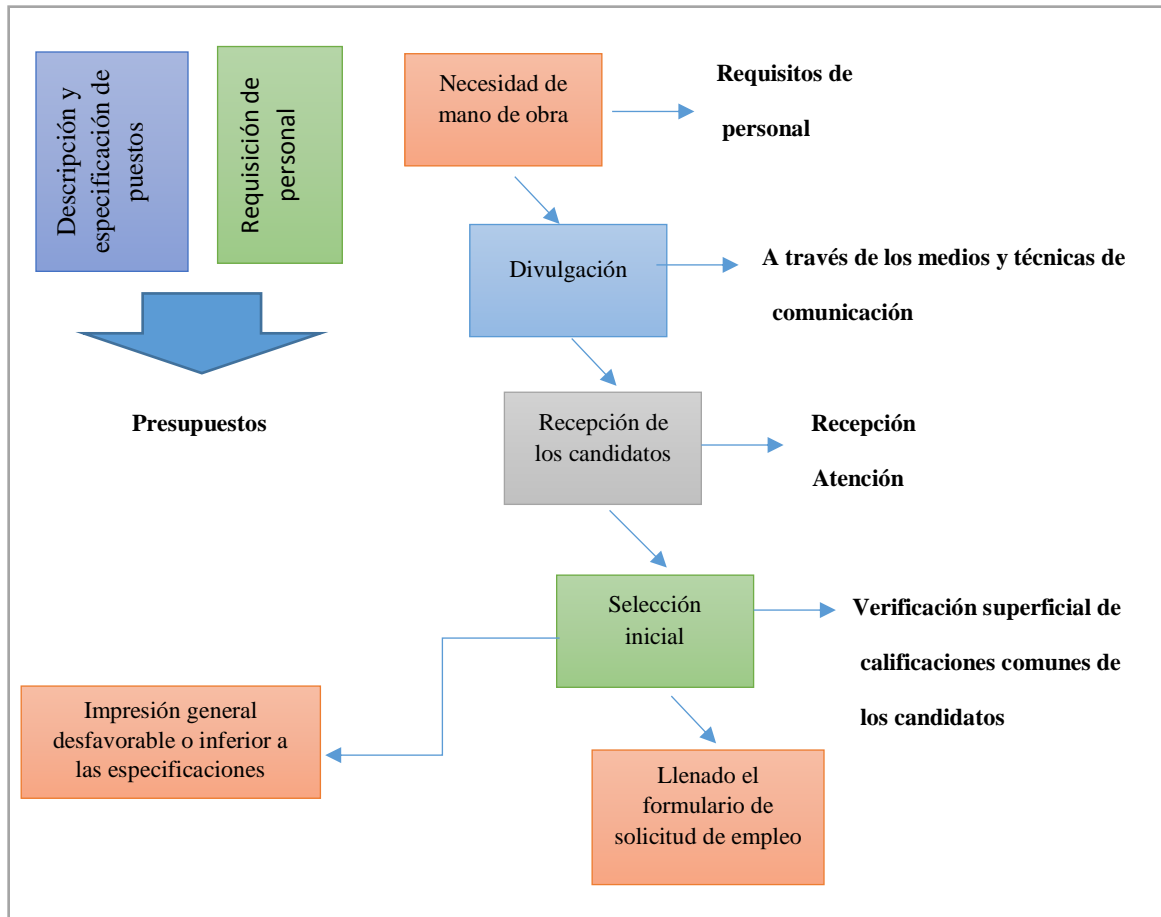 Descripción y
especificación de
puestos
Requisición de
personal
Presupuestos
Necesidad de
mano de obra
Requisitos de
personal
Divulgación
A través de los medios y técnicas de
comunicación
Recepción de
los candidatos
Recepción
Atención
Selección
inicial
Verificación superficial de
calificaciones comunes de
los candidatos
Impresión general
desfavorable o inferior a
las especificaciones
Llenado el
formulario de
solicitud de empleo